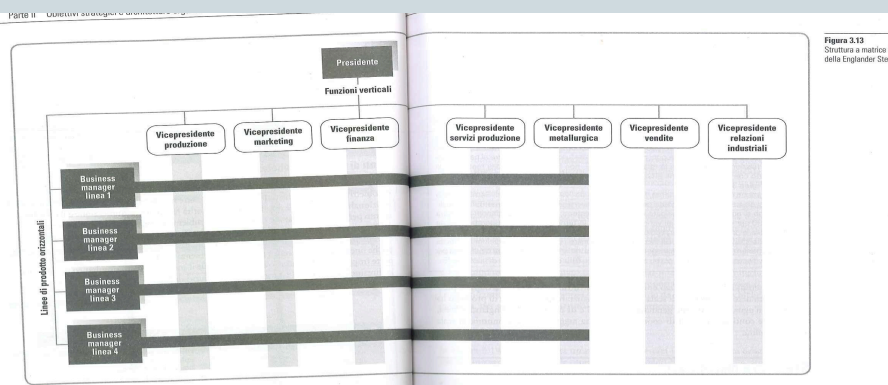 Parte II Obiettivi strategici e architettura
Figura 3.13
Struttura a matrice
della Englander Ste
Presidente
Funzioni verticali
Vicepresidente
produzione
Vicepresidente
marketing
Vicepresidente
finanza
Vicepresidente
servizi produzione
Vicepresidente
metallurgica
Vicepresidente
vendite
Vicepresidente
relazioni
industriali
Linee di prodotto orizzontali
Business
manager
linea 1
Business
manager
linea 2
Business
manager
linea 3
Business
manager
linea 4